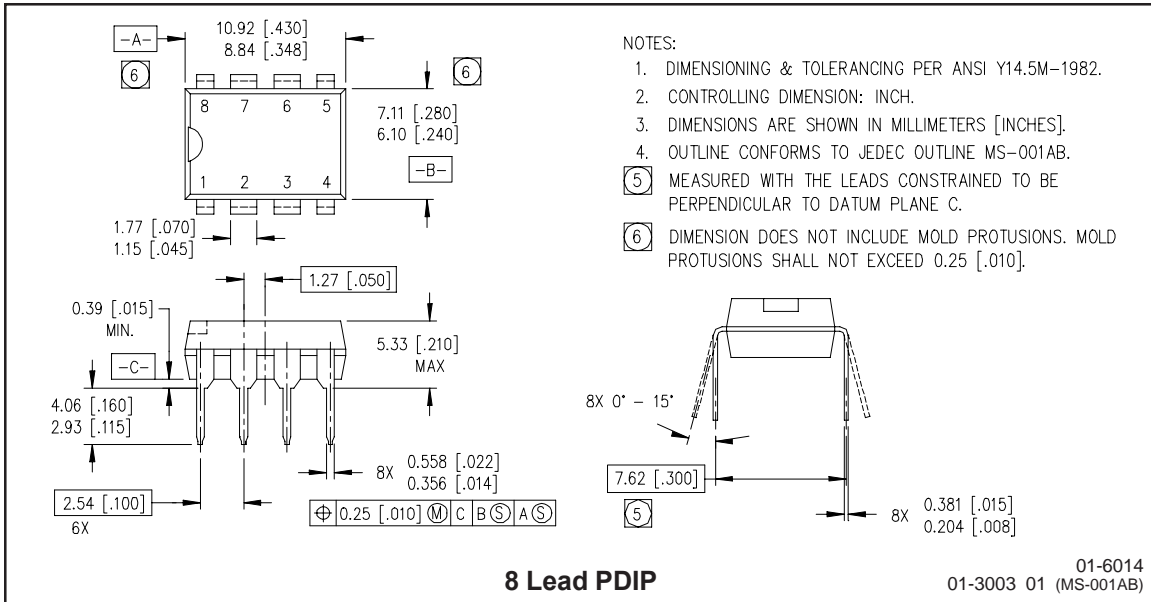 10.92 [.430]
8.84 [.348]
-A-
6
6
8 7 6 5
1 2 3 4
7.11 [.280]
6.10 [.240]
-B-
1.77 [.070]
1.15 [.045]
1.27 [.050]
0.39 [.015]
MIN.
-C-
5.33 [.210]
MAX
4.06 [.160]
2.93 [.115]
2.54 [.100]
6X
8X 0.558 [.022]
0.356 [.014]
⌖ 0.25 [.010] Ⓜ C B Ⓢ A Ⓢ
NOTES:
1. DIMENSIONING & TOLERANCING PER ANSI Y14.5M-1982.
2. CONTROLLING DIMENSION: INCH.
3. DIMENSIONS ARE SHOWN IN MILLIMETERS [INCHES].
4. OUTLINE CONFORMS TO JEDEC OUTLINE MS-001AB.
5 MEASURED WITH THE LEADS CONSTRAINED TO BE
PERPENDICULAR TO DATUM PLANE C.
6 DIMENSION DOES NOT INCLUDE MOLD PROTUSIONS. MOLD
PROTUSIONS SHALL NOT EXCEED 0.25 [.010].
8X 0° - 15°
7.62 [.300]
5
8X 0.381 [.015]
0.204 [.008]
8 Lead PDIP
01-6014
01-3003 01 (MS-001AB)